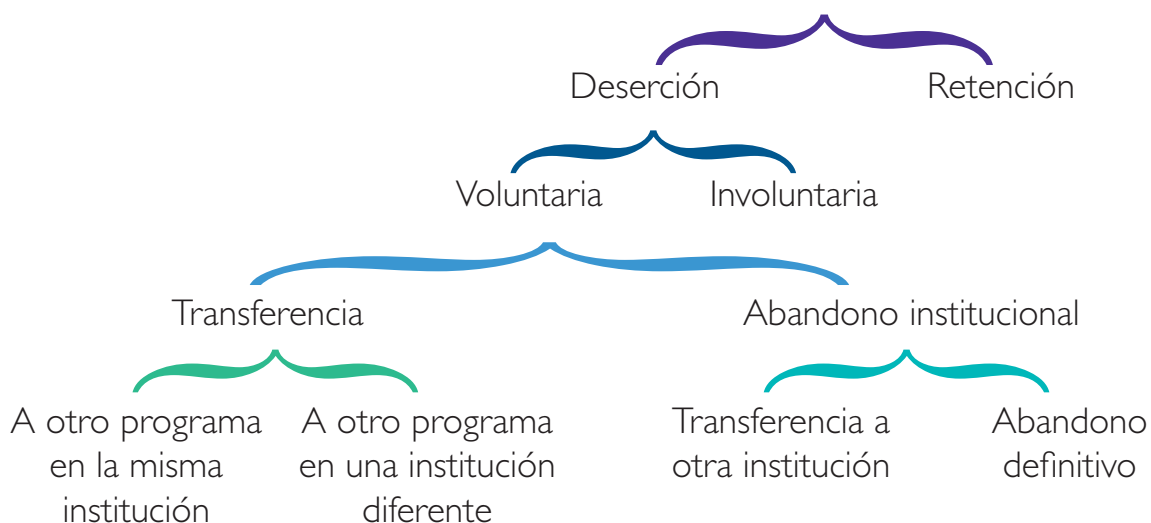 Deserción
Retención
Voluntaria
Involuntaria
Transferencia
Abandono institucional
A otro programa
en la misma
institución
A otro programa
en una institución
diferente
Transferencia a
otra institución
Abandono
definitivo